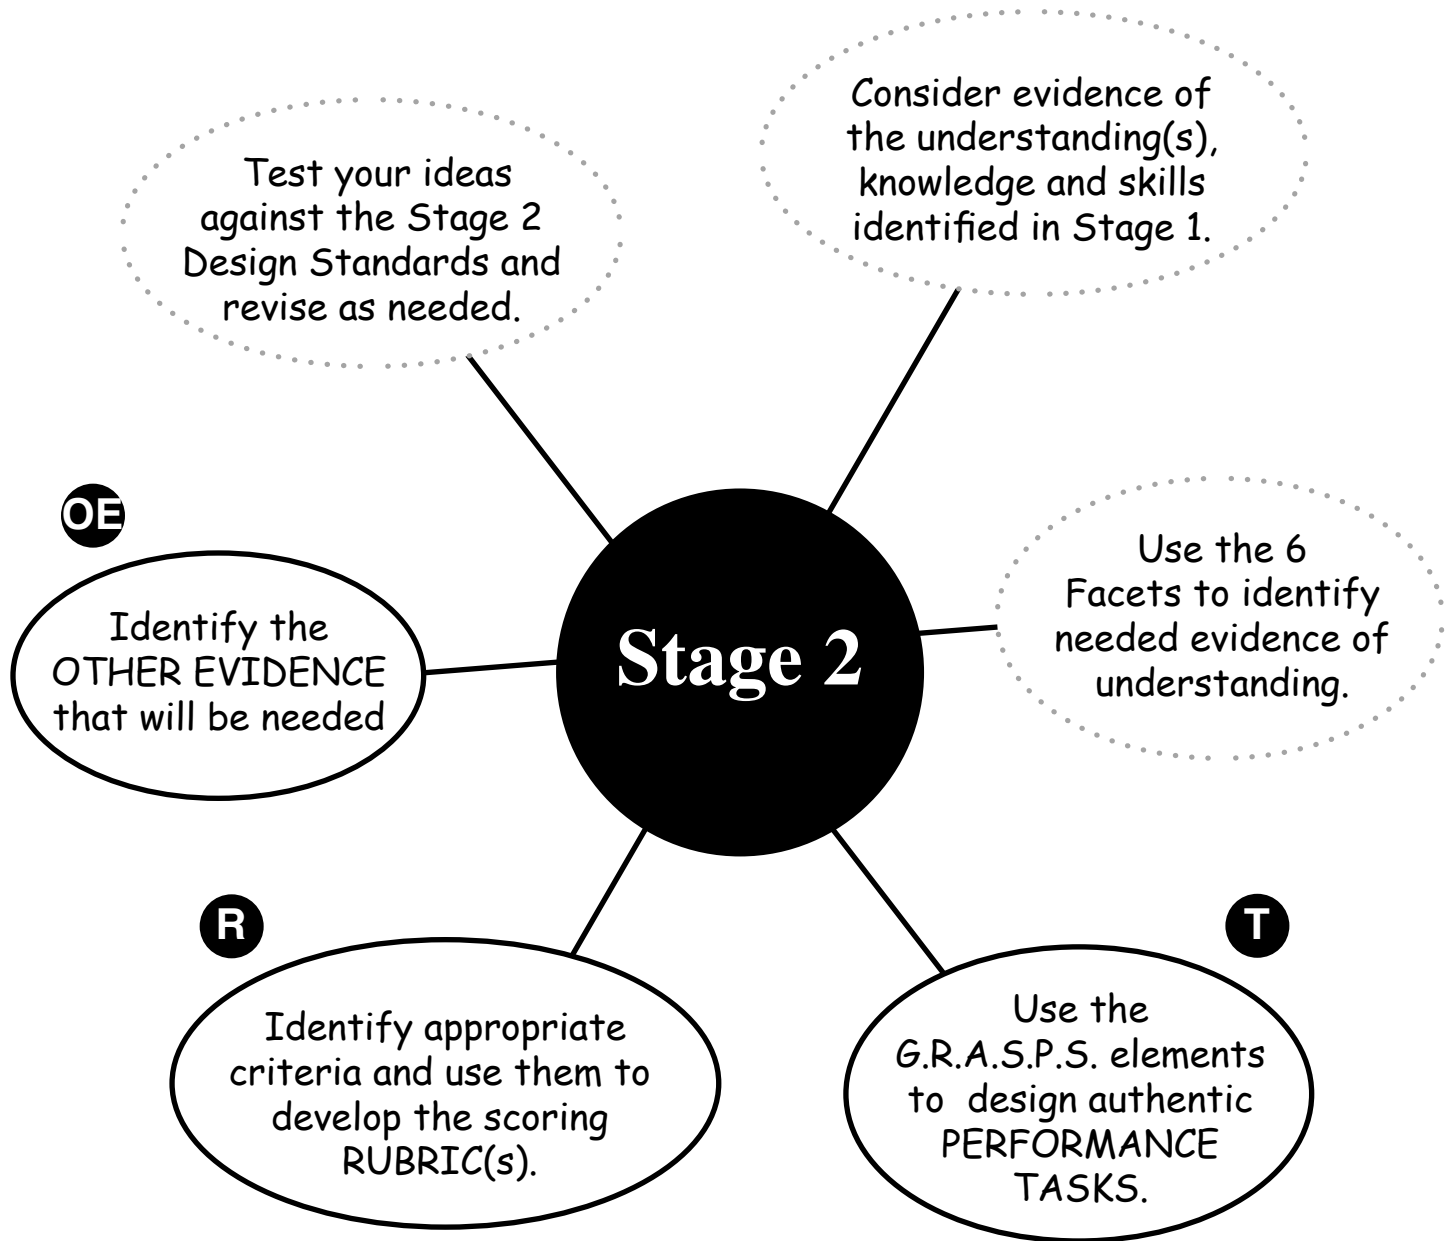 Test your ideas
against the Stage 2
Design Standards and
revise as needed.
Consider evidence of
the understanding(s),
knowledge and skills
identified in Stage 1.
OE
Identify the
OTHER EVIDENCE
that will be needed
Stage 2
Use the 6
Facets to identify
needed evidence of
understanding.
R
Identify appropriate
criteria and use them to
develop the scoring
RUBRIC(s).
T
Use the
G.R.A.S.P.S. elements
to design authentic
PERFORMANCE
TASKS.